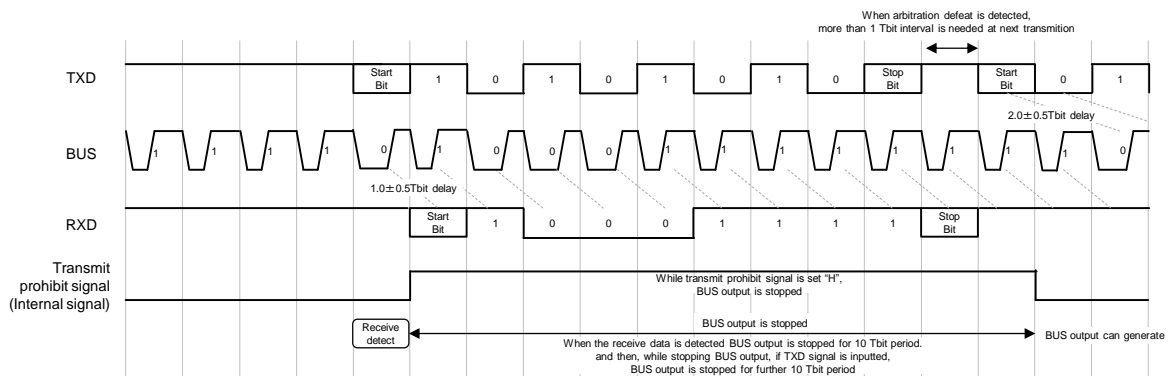 When arbitration defeat is detected,
more than 1 Tbit interval is needed at next transmition
TXD
Start
Bit
1 0 1 0 1 0 1 0
Stop
Bit
Start
Bit
0 1
2.0±0.5Tbit delay
BUS
1 1 1 1 0 1 0 0 0 1 1 1 1 1 1 1 1 0
1.0±0.5Tbit delay
RXD
Start
Bit
1 0 0 0 1 1 1 1
Stop
Bit
Transmit
prohibit signal
(Internal signal)
While transmit prohibit signal is set “H”,
BUS output is stopped
Receive
detect
BUS output is stopped
When the receive data is detected BUS output is stopped for 10 Tbit period.
and then, while stopping BUS output, if TXD signal is inputted,
BUS output is stopped for further 10 Tbit period
BUS output can generate